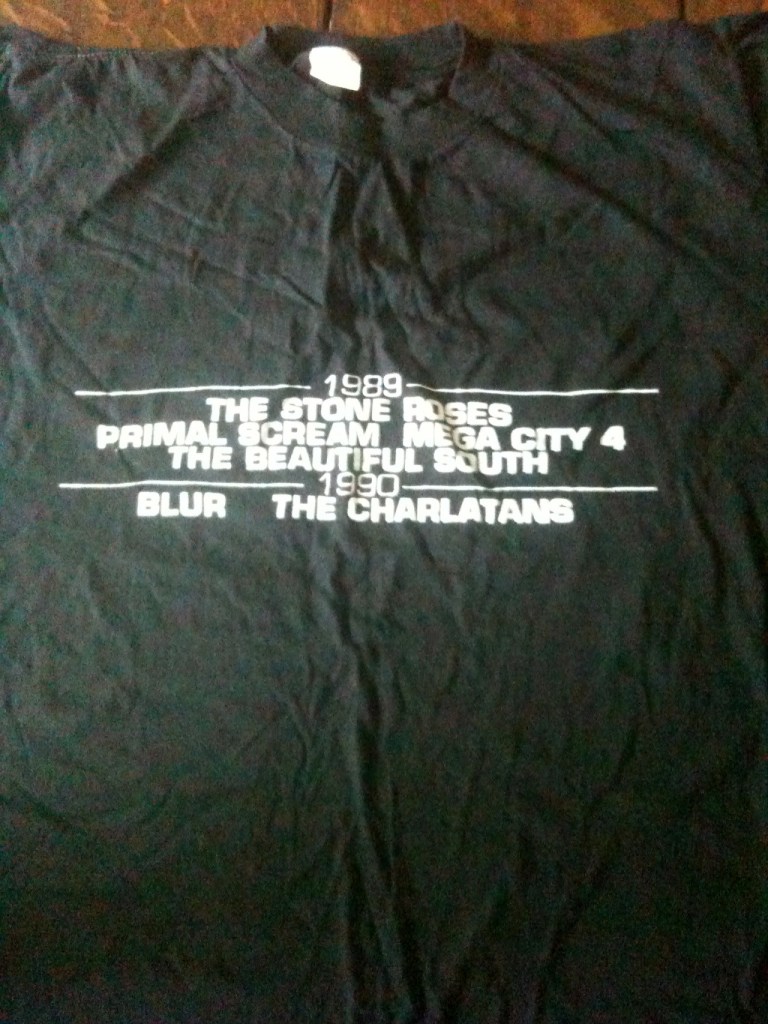 1989
THE STONE ROSES
PRIMAL SCREAM MEGA CITY 4
THE BEAUTIFUL SOUTH
1990
BLUR THE CHARLATANS